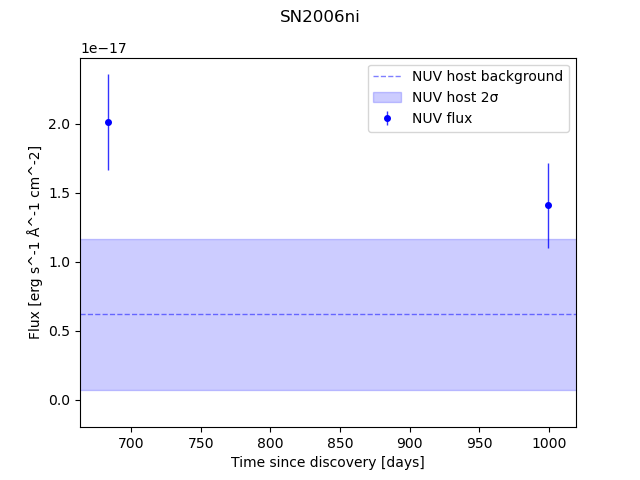 SN2006ni
1e−17
NUV host background
NUV host 2σ
NUV flux
2.0
1.5
1.0
0.5
0.0
Flux [erg s^-1 Å^-1 cm^-2]
700 750 800 850 900 950 1000
Time since discovery [days]